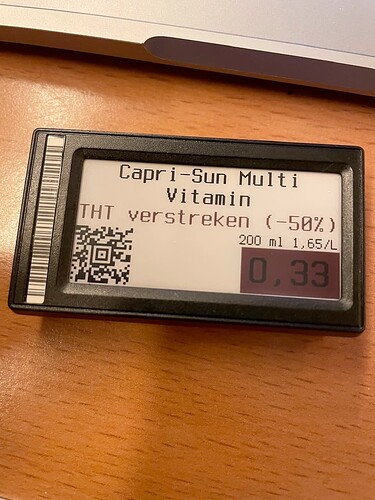 Capri-Sun Multi
Vitamin
THT verstreken (-50%)
200 ml 1,65/L
0,33